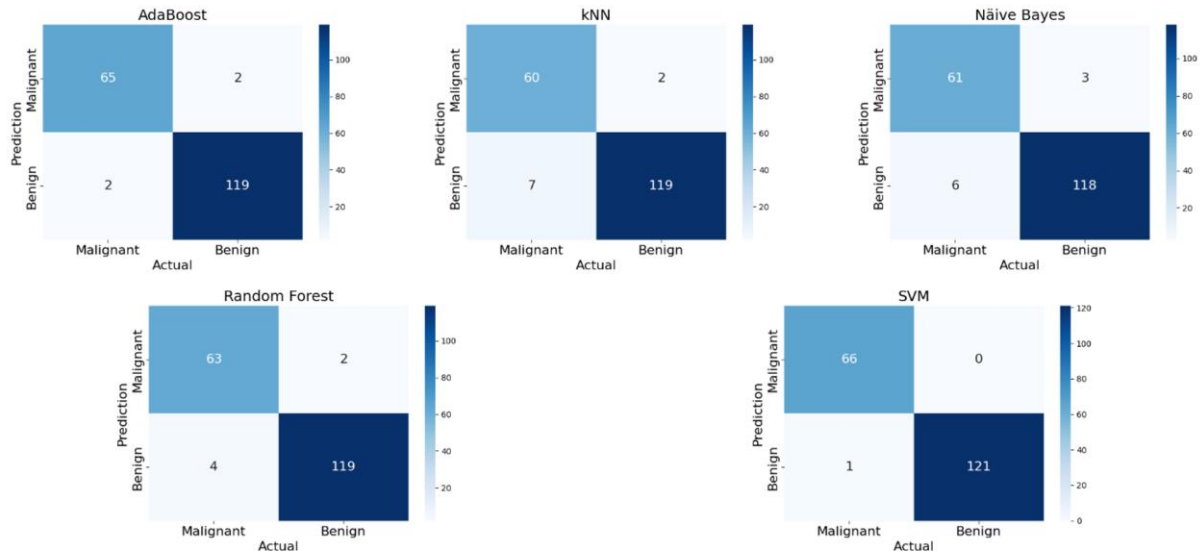 AdaBoost
Malignant
65
2
100
80
60
40
20
Prediction
Benign
2
119
Malignant
Benign
Actual
kNN
Malignant
60
2
100
80
60
40
20
Prediction
Benign
7
119
Malignant
Benign
Actual
Näive Bayes
Malignant
61
3
100
80
60
40
20
Prediction
Benign
6
118
Malignant
Benign
Actual
Random Forest
Malignant
63
2
100
80
60
40
20
Prediction
Benign
4
119
Malignant
Benign
Actual
SVM
Malignant
66
0
120
100
80
60
40
20
0
Prediction
Benign
1
121
Malignant
Benign
Actual